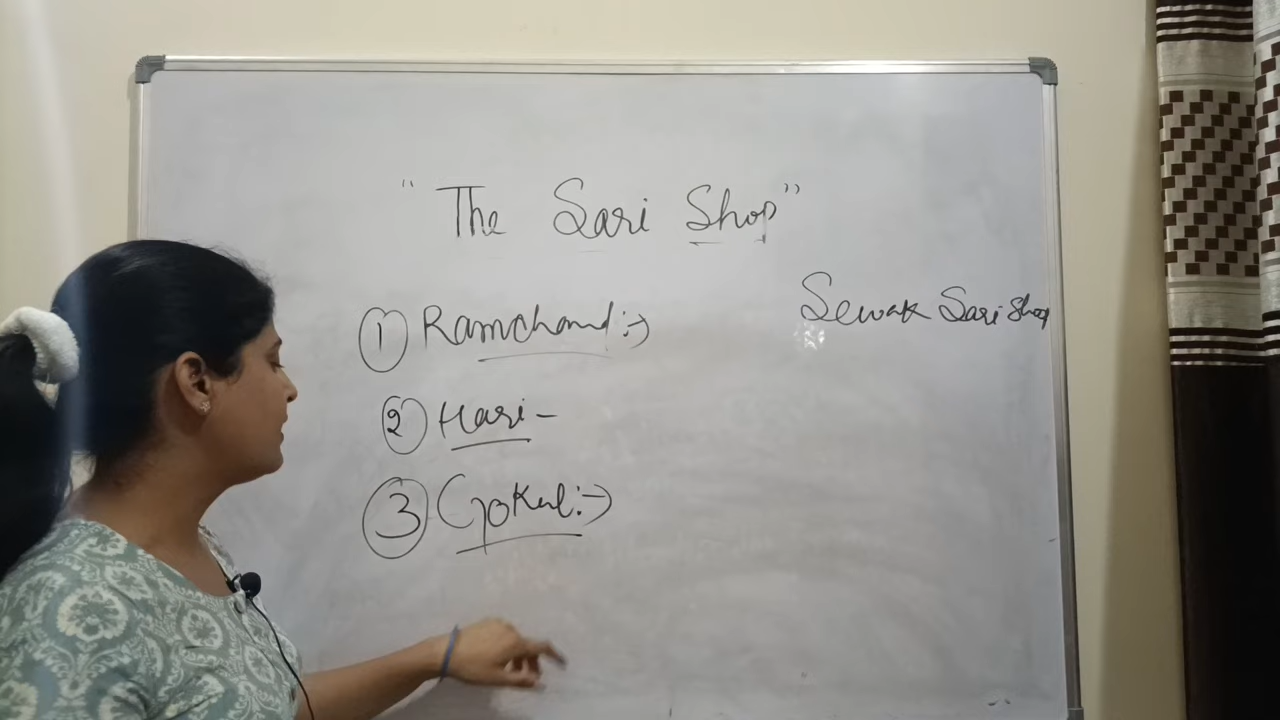 "The Sari Shop"
Sewak Sari Shop
① Ramchand :→
② Hari –
③ Gokul :→